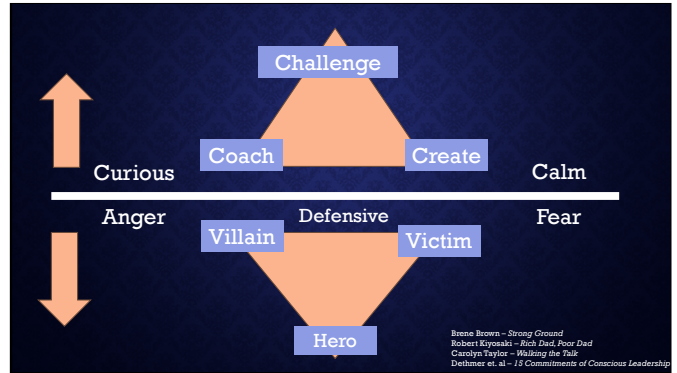 Challenge
Coach
Create
Curious
Calm
Anger
Defensive
Fear
Villain
Victim
Hero
Brene Brown – Strong Ground
Robert Kiyosaki – Rich Dad, Poor Dad
Carolyn Taylor – Walking the Talk
Dethmer et. al – 15 Commitments of Conscious Leadership